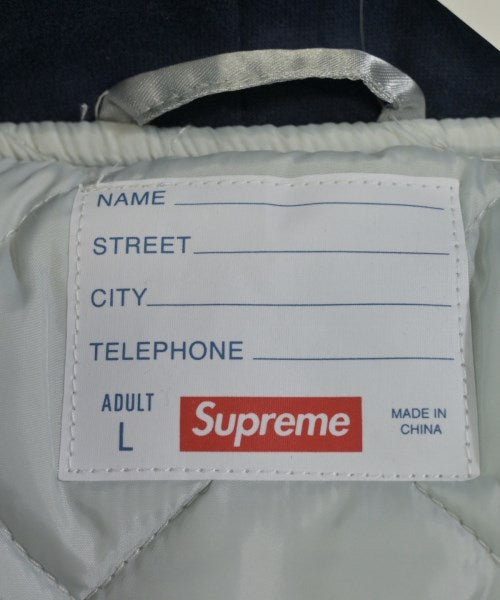 NAME
STREET
CITY
TELEPHONE
ADULT
L
Supreme
MADE IN
CHINA